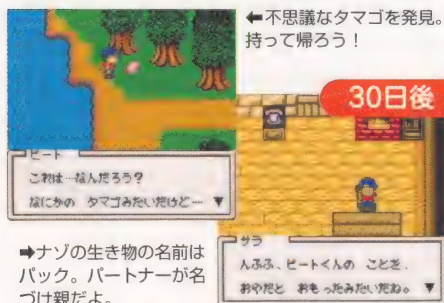 ⬅不思議なタマゴを発見。
持って帰ろう!
30日後
ピート
これは…なんだろう?
なにかの タマゴみたいだけど… ▼
➡ナゾの生き物の名前は
パック。パートナーが名
づけ親だよ。
サラ
んふふ、ピートくんの ことを、
おやだと おもったみたいだね。 ▼